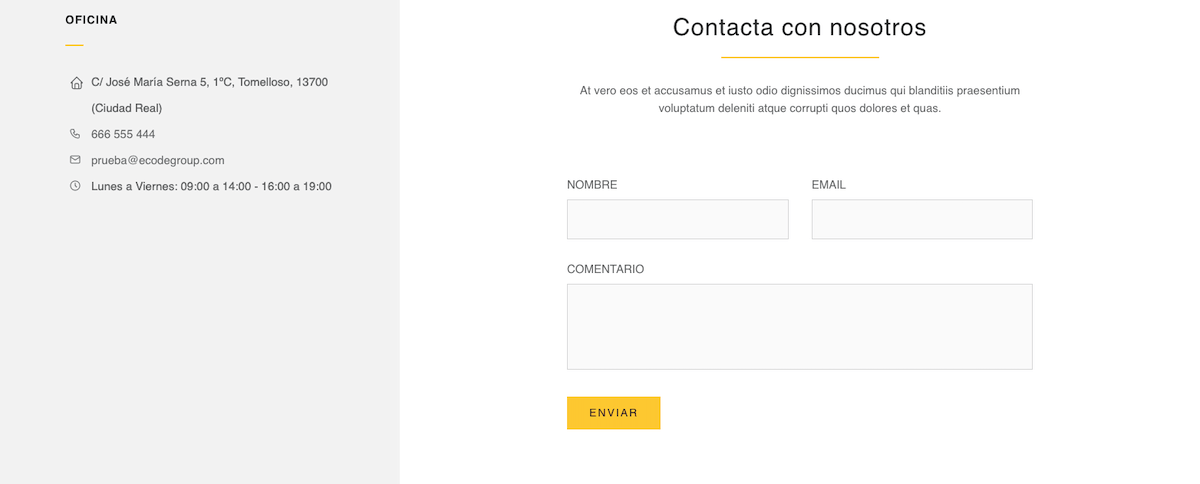 OFICINA
C/ José María Serna 5, 1ºC, Tomelloso, 13700
(Ciudad Real)
666 555 444
prueba@ecodegroup.com
Lunes a Viernes: 09:00 a 14:00 - 16:00 a 19:00
Contacta con nosotros
At vero eos et accusamus et iusto odio dignissimos ducimus qui blanditiis praesentium
voluptatum deleniti atque corrupti quos dolores et quas.
NOMBRE
EMAIL
COMENTARIO
ENVIAR